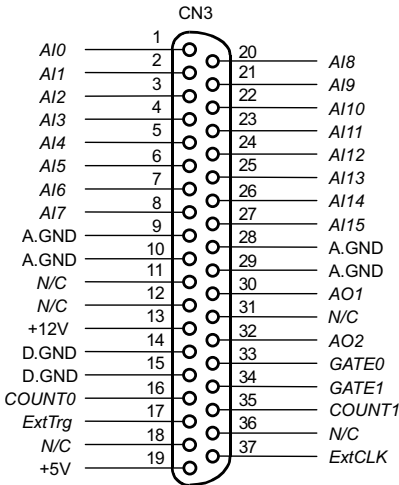 CN3
AI0 1
AI1 2
AI2 3
AI3 4
AI4 5
AI5 6
AI6 7
AI7 8
A.GND 9
A.GND 10
N/C 11
N/C 12
+12V 13
D.GND 14
D.GND 15
COUNT0 16
ExtTrg 17
N/C 18
+5V 19
20 AI8
21 AI9
22 AI10
23 AI11
24 AI12
25 AI13
26 AI14
27 AI15
28 A.GND
29 A.GND
30 AO1
31 N/C
32 AO2
33 GATE0
34 GATE1
35 COUNT1
36 N/C
37 ExtCLK